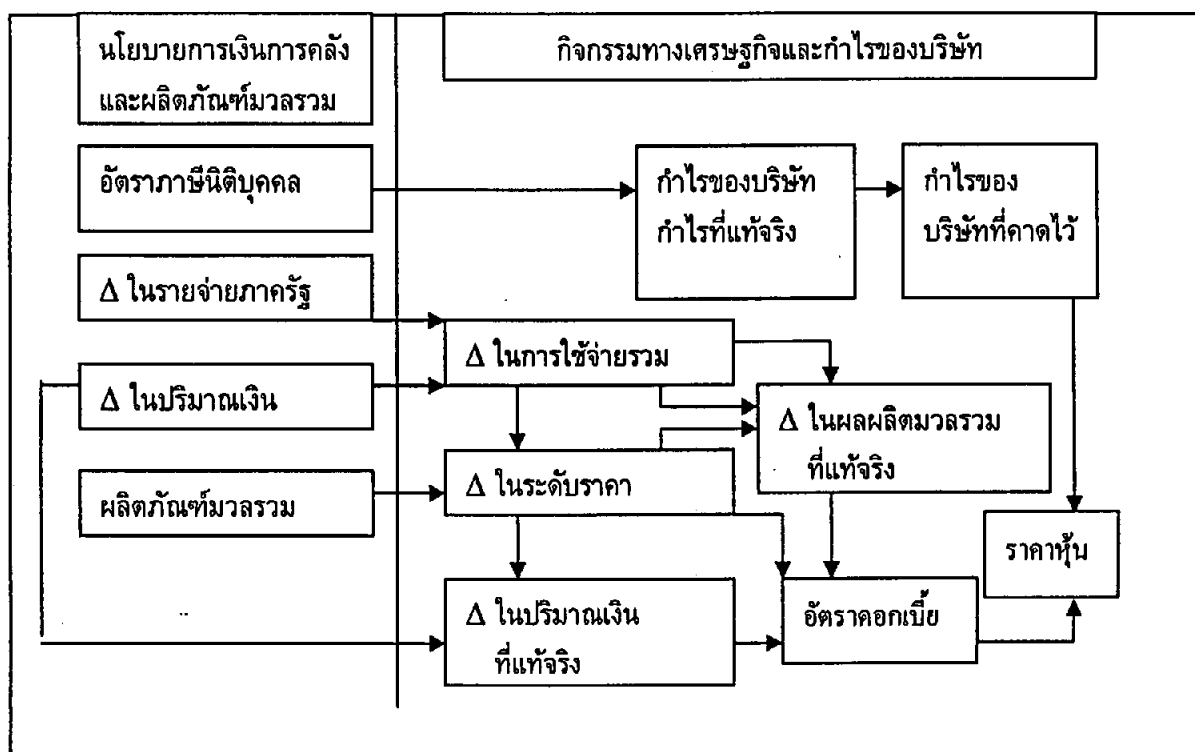 นโยบายการเงินการคลัง
และผลิตภัณฑ์มวลรวม
กิจกรรมทางเศรษฐกิจและกำไรของบริษัท
อัตราภาษีนิติบุคคล
กำไรของบริษัท
กำไรที่แท้จริง
กำไรของ
บริษัทที่คาดไว้
Δ ในรายจ่ายภาครัฐ
Δ ในการใช้จ่ายรวม
Δ ในปริมาณเงิน
Δ ในผลผลิตมวลรวม
ที่แท้จริง
Δ ในระดับราคา
ผลิตภัณฑ์มวลรวม
ราคาหุ้น
Δ ในปริมาณเงิน
ที่แท้จริง
อัตราดอกเบี้ย